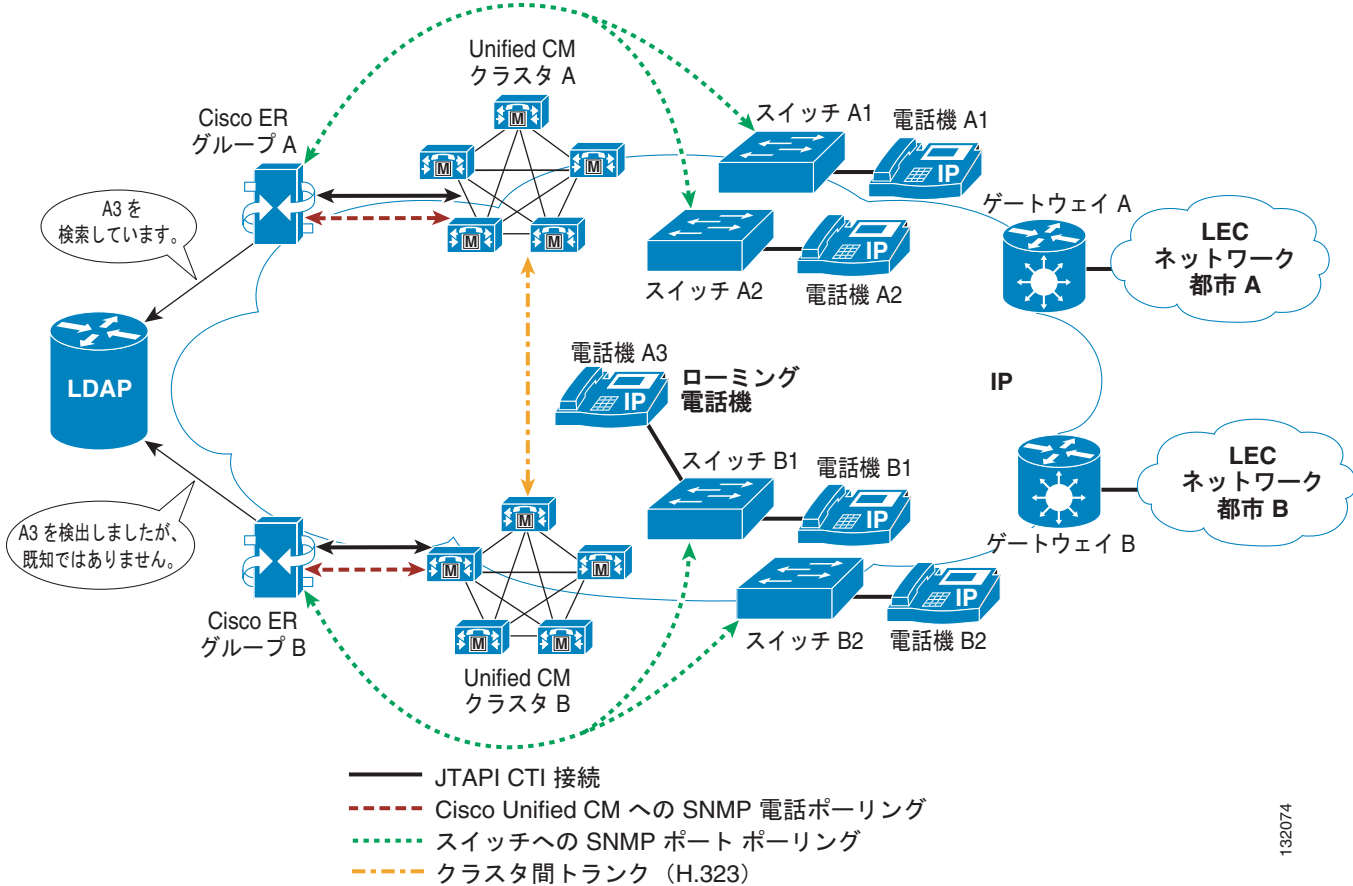 Unified CM
クラスタ A
Cisco ER
グループ A
スイッチ A1
電話機 A1
M
M
M
M
M
IP
A3 を
検索しています。
ゲートウェイ A
LEC
ネットワーク
都市 A
IP
スイッチ A2
電話機 A2
LDAP
電話機 A3
IP
ローミング
電話機
IP
スイッチ B1
電話機 B1
IP
LEC
ネットワーク
都市 B
A3 を検出しましたが、
既知ではありません。
M
M
M
M
M
ゲートウェイ B
IP
Cisco ER
グループ B
スイッチ B2
電話機 B2
Unified CM
クラスタ B
JTAPI CTI 接続
Cisco Unified CM への SNMP 電話ポーリング
スイッチへの SNMP ポート ポーリング
クラスタ間トランク（H.323）
132074